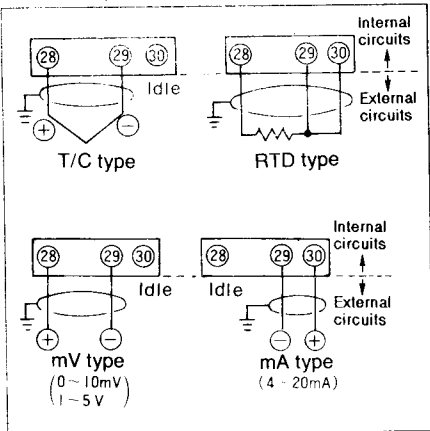 Internal
circuits
28 29 30
Idle
+ −
T/C type
28 29 30
External
circuits
RTD type
Internal
circuits
28 29 30
Idle
+ −
mV type
(0~10mV
1~5V)
28 29 30
Idle
External
circuits
− +
mA type
(4~20mA)